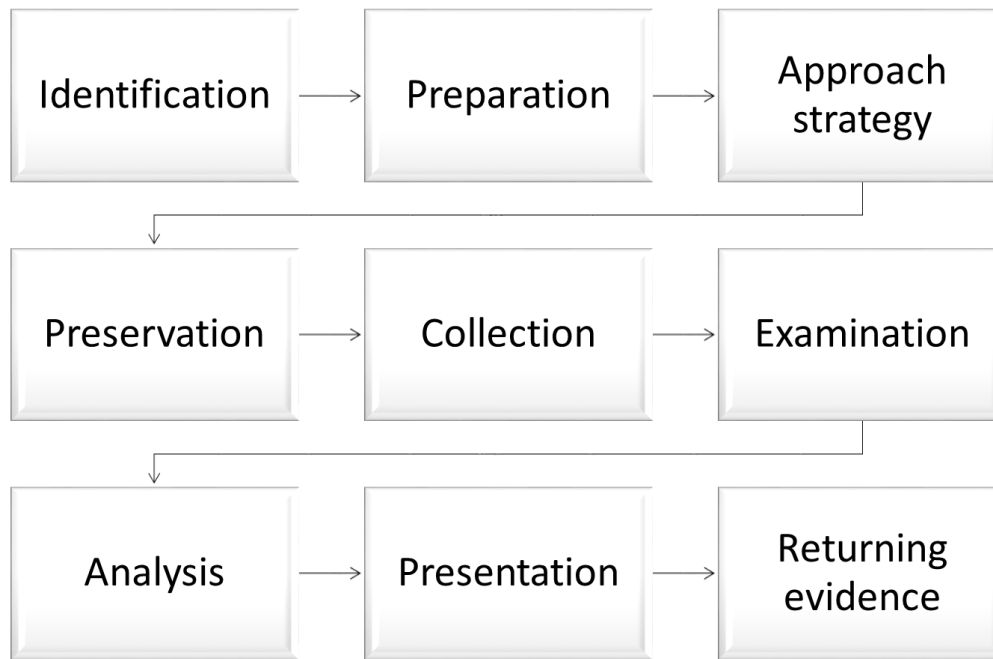 Identification
Preparation
Approach
strategy
Preservation
Collection
Examination
Analysis
Presentation
Returning
evidence